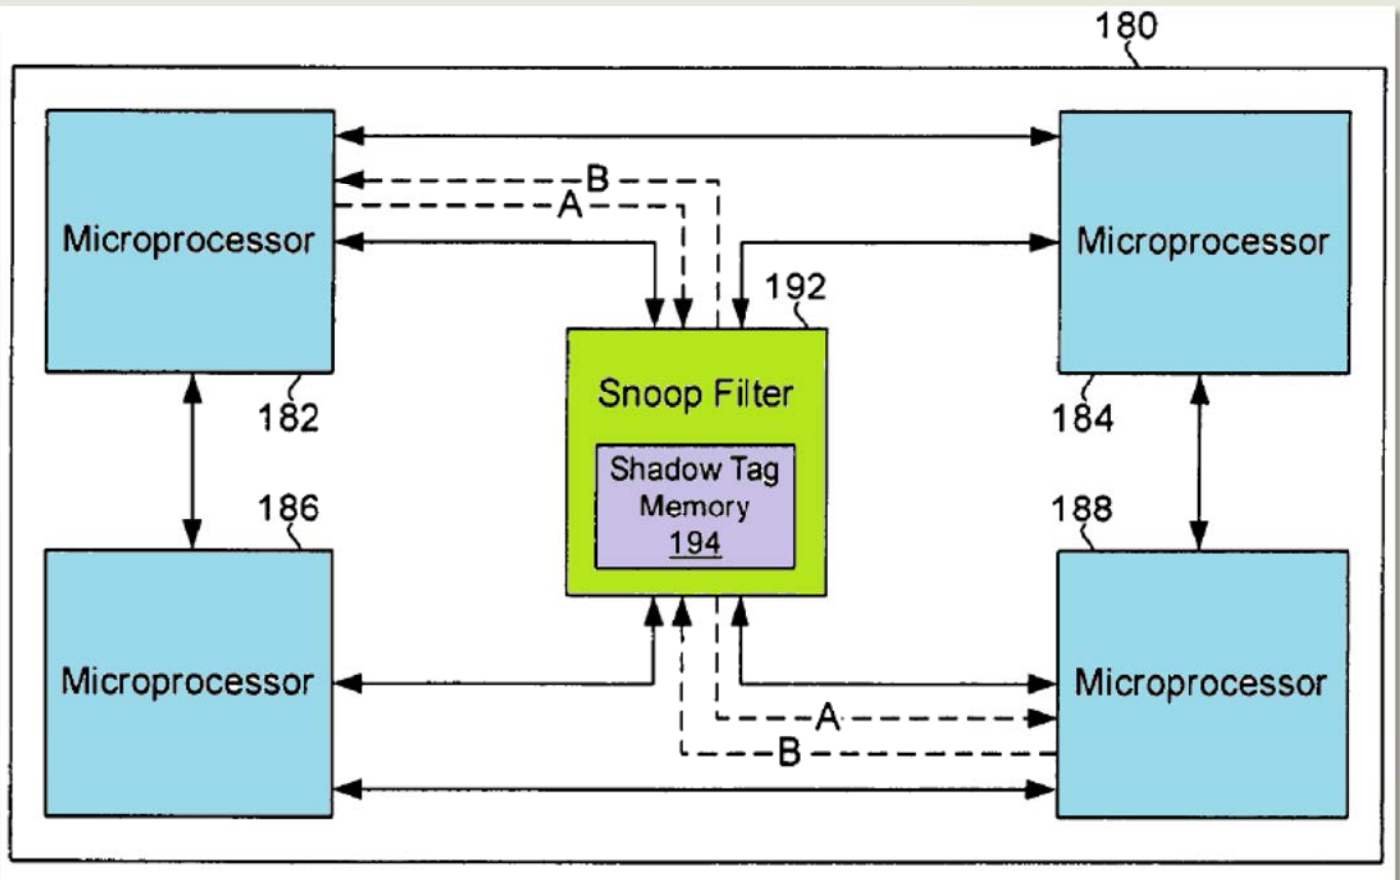 180
B
A
Microprocessor
Microprocessor
192
182
Snoop Filter
184
Shadow Tag
Memory
194
186
188
Microprocessor
Microprocessor
A
B